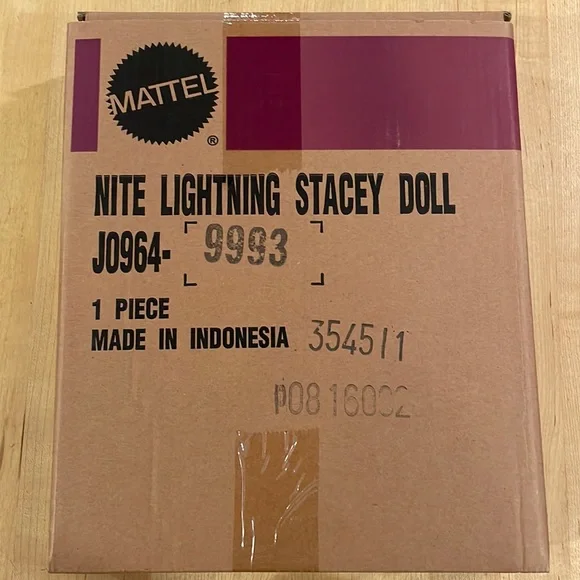 MATTEL
®
NITE LIGHTNING STACEY DOLL
J0964- 9993
1 PIECE
MADE IN INDONESIA 3545/1